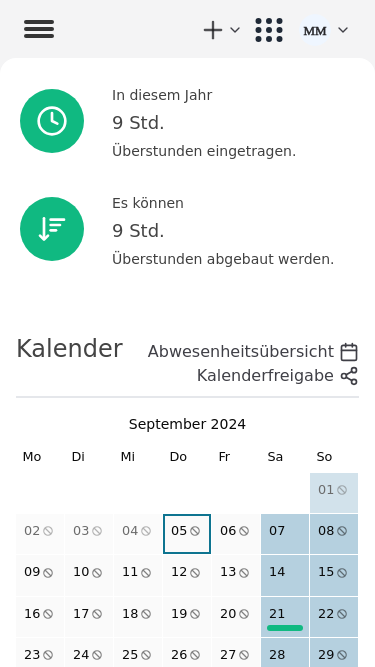 MM
In diesem Jahr
9 Std.
Überstunden eingetragen.
Es können
9 Std.
Überstunden abgebaut werden.
Kalender
Abwesenheitsübersicht
Kalenderfreigabe
September 2024
Mo Di Mi Do Fr Sa So
01
02 03 04 05 06 07 08
09 10 11 12 13 14 15
16 17 18 19 20 21 22
23 24 25 26 27 28 29